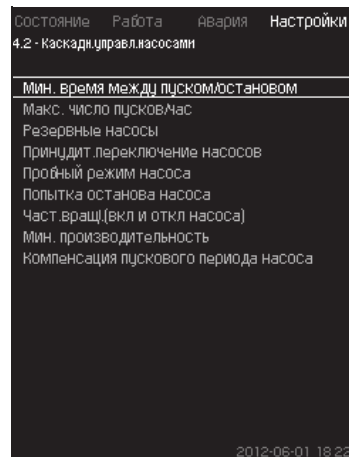 Состояние Работа Авария Настройки
4.2 - Каскадн.управл.насосами
Мин. время между пуском/остановом
Макс. число пусков/час
Резервные насосы
Принудит.переключение насосов
Пробный режим насоса
Попытка останова насоса
Част.вращ.(вкл и откл насоса)
Мин. производительность
Компенсация пускового периода насоса
2012-06-01 18:22